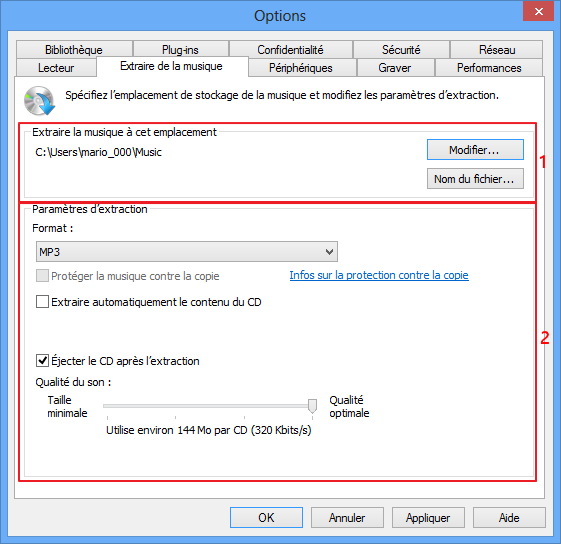 Options
Bibliothèque Plug-ins Confidentialité Sécurité Réseau
Lecteur Extraire de la musique Périphériques Graver Performances
Spécifiez l'emplacement de stockage de la musique et modifiez les paramètres d'extraction.
Extraire la musique à cet emplacement
C:\Users\mario_000\Music
Modifier...
1
Nom du fichier...
Paramètres d'extraction
Format :
MP3
Protéger la musique contre la copie Infos sur la protection contre la copie
Extraire automatiquement le contenu du CD
2
Éjecter le CD après l'extraction
Qualité du son :
Taille
minimale
Qualité
optimale
Utilise environ 144 Mo par CD (320 Kbits/s)
OK Annuler Appliquer Aide